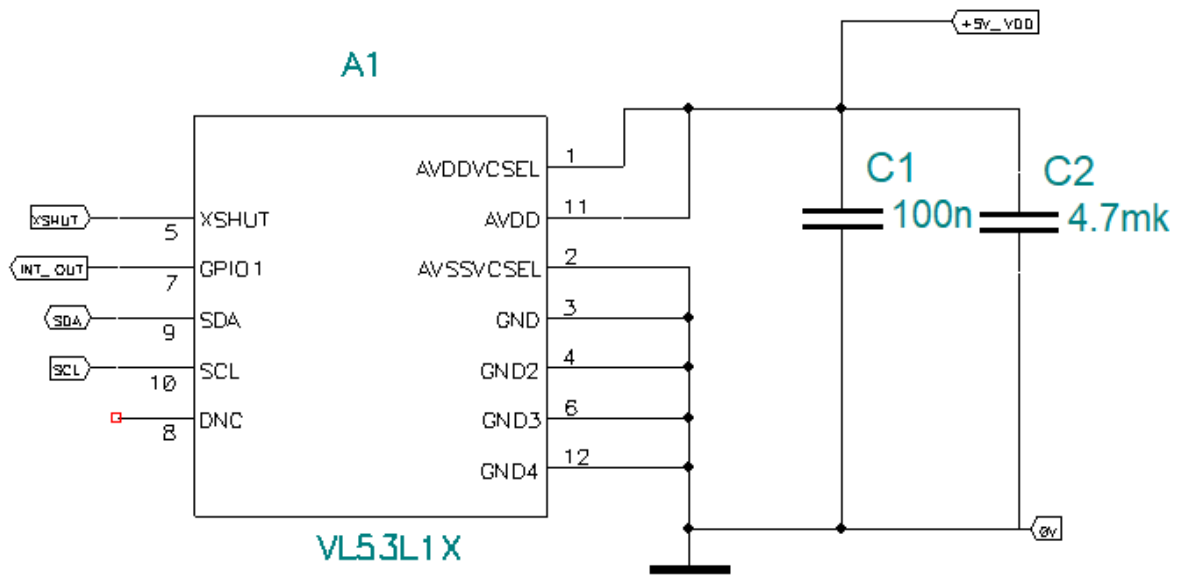 +5V_VDD
A1
AVDDVCSEL 1
C1
100n
C2
4.7mk
XSHUT 5 XSHUT
AVDD 11
INT_OUT 7 GPIO1
AVSSVCSEL 2
SDA 9 SDA
GND 3
SCL 10 SCL
GND2 4
8 DNC
GND3 6
GND4 12
0V
VL53L1X